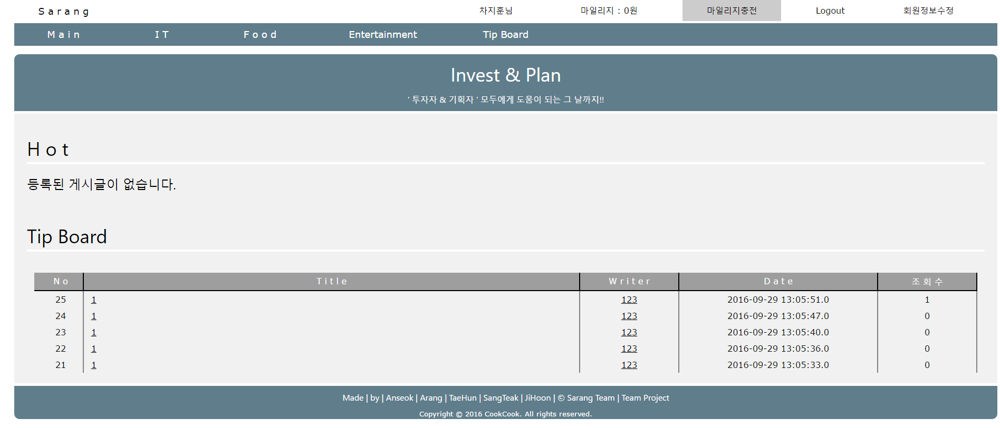 Sarang 차지훈님 마일리지 : 0원 마일리지충전 Logout 회원정보수정
Main IT Food Entertainment Tip Board
Invest & Plan
' 투자자 & 기획자 ' 모두에게 도움이 되는 그 날까지!!
Hot
등록된 게시글이 없습니다.
Tip Board
No Title Writer Date 조회수
25 1 123 2016-09-29 13:05:51.0 1
24 1 123 2016-09-29 13:05:47.0 0
23 1 123 2016-09-29 13:05:40.0 0
22 1 123 2016-09-29 13:05:36.0 0
21 1 123 2016-09-29 13:05:33.0 0
Made | by | Anseok | Arang | TaeHun | SangTeak | JiHoon | © Sarang Team | Team Project
Copyright © 2016 CookCook. All rights reserved.